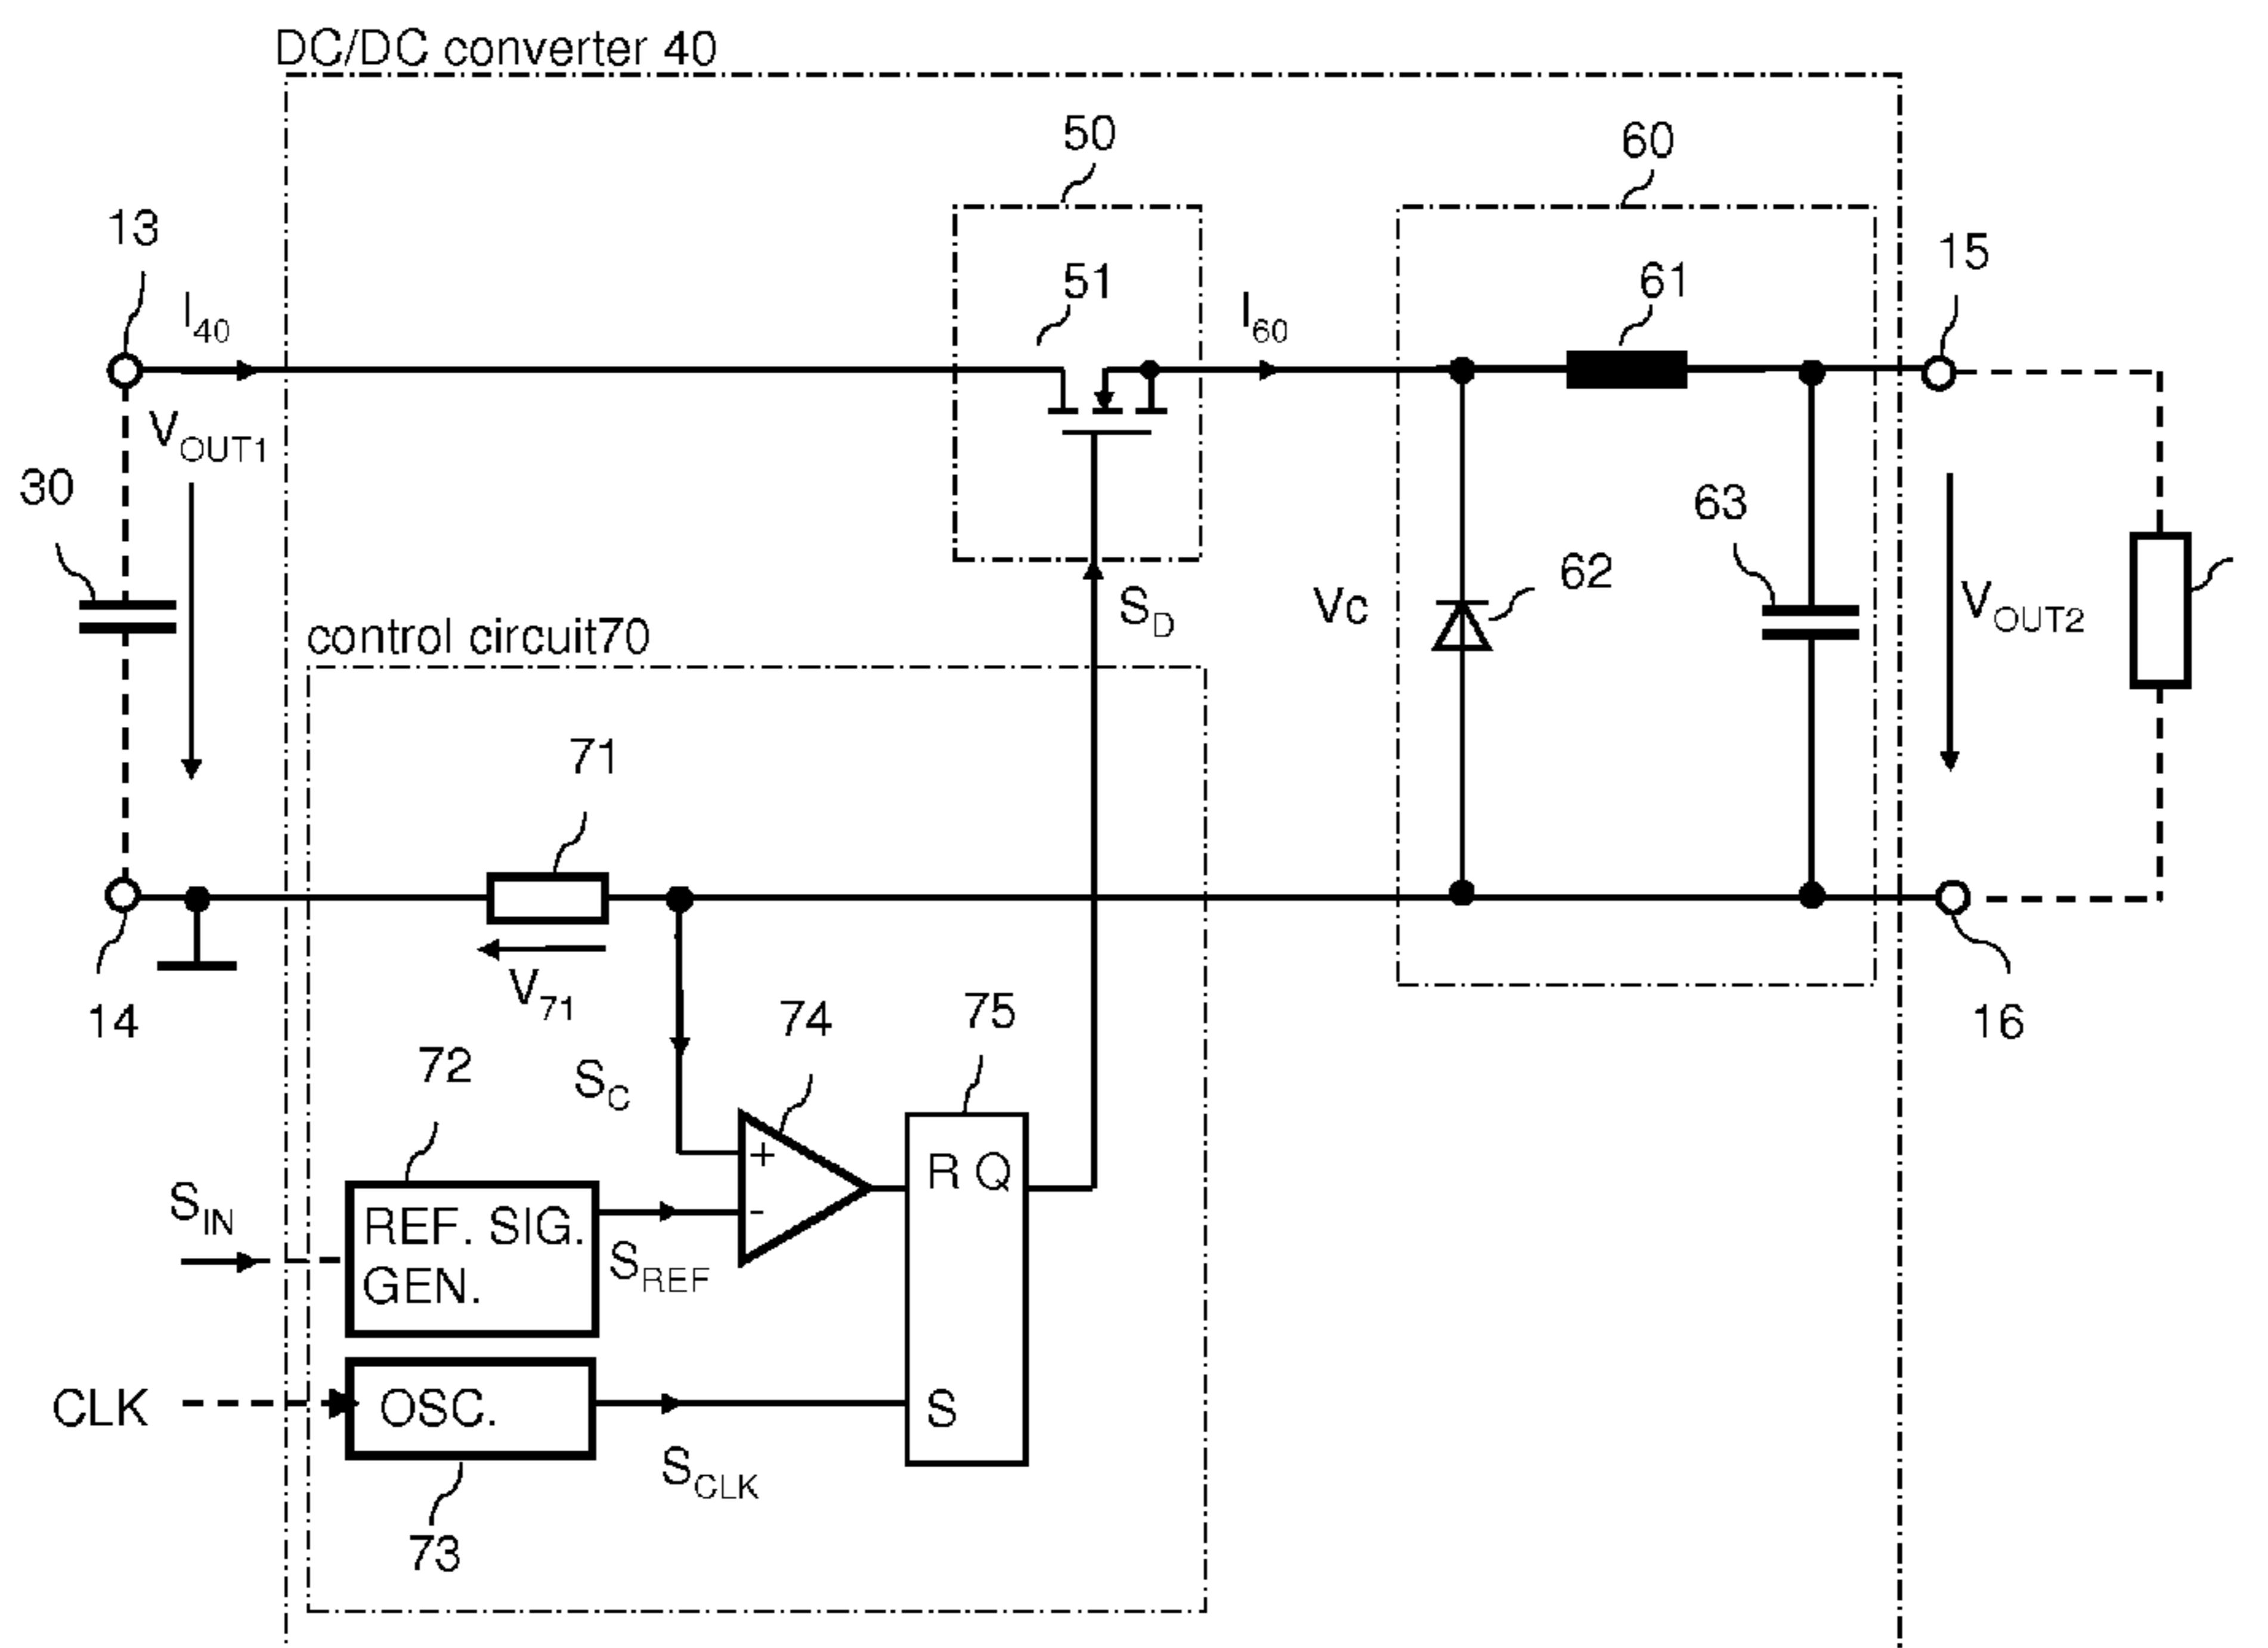 DC/DC converter 40
50
60
13
15
51
61
I40
I60
VOUT1
30
63
62
Vc
SD
VOUT2
control circuit70
71
V71
14
16
74
75
72
SC
+
R Q
SIN
REF. SIG.
GEN.
-
SREF
CLK
OSC.
S
SCLK
73